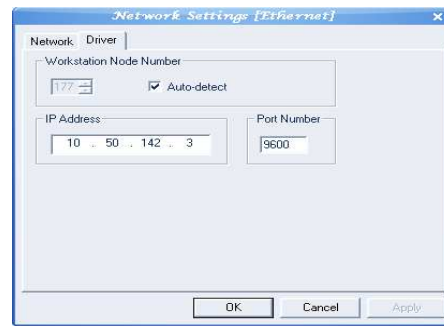 Network Settings [Ethernet]
Network Driver
Workstation Node Number
177 Auto-detect
IP Address Port Number
10 . 50 . 142 . 3 9600
OK Cancel Apply